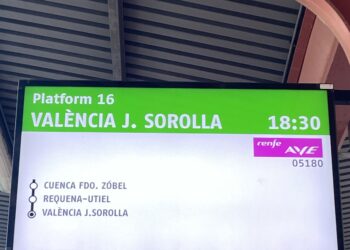 Platform 16
VALÈNCIA J. SOROLLA 18:30
renfe AVE
05180
CUENCA FDO. ZÓBEL
REQUENA-UTIEL
VALÈNCIA J.SOROLLA